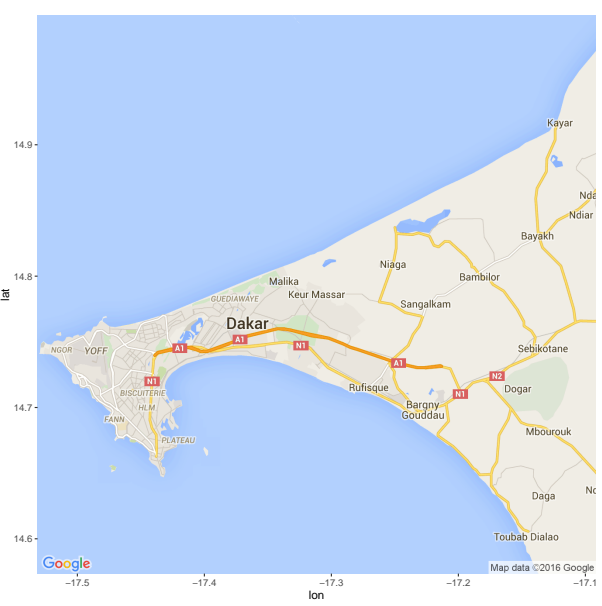 14.9
Kayar
Nda
Ndiar
Bayakh
Niaga
14.8
Malika
Bambilor
GUEDIAWAYE
Keur Massar
Sangalkam
lat
Dakar
NGOR
YOFF
A1
A1
N1
Sebikotane
A1
N1
Rufisque
N2
Dogar
BISCUITERIE
N1
14.7
HLM
Bargny
Gouddau
FANN
Mbourouk
PLATEAU
No
Daga
14.6
Toubab Dialao
Google
Map data ©2016 Google
−17.5
−17.4
−17.3
−17.2
−17.1
lon